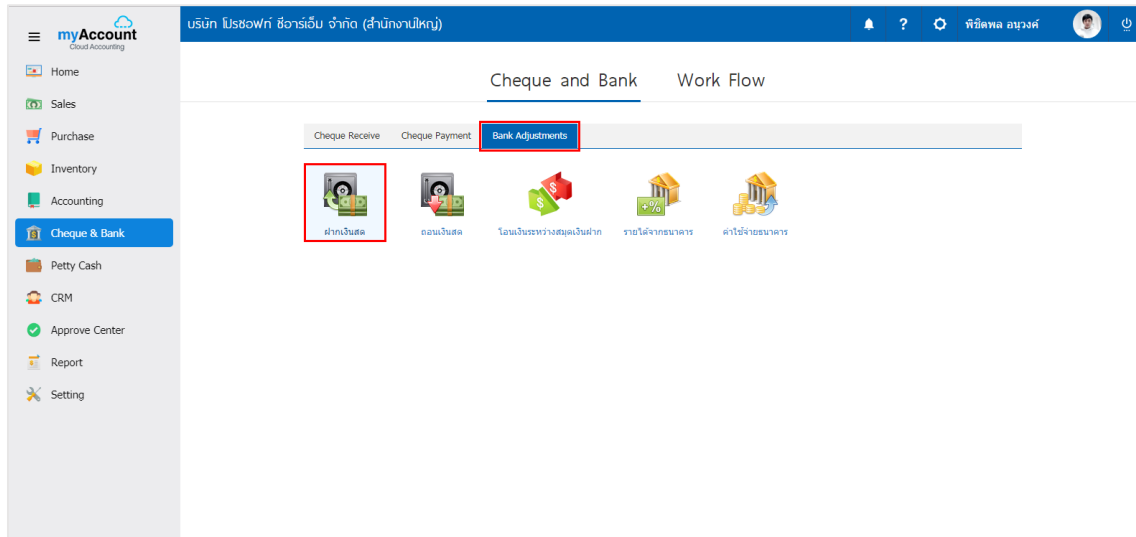 myAccount
Cloud Accounting
บริษัท โปรซอฟท์ ซีอาร์เอ็ม จำกัด (สำนักงานใหญ่)
?
พิชิตพล อนุวงศ์
Home
Sales
Purchase
Inventory
Accounting
Cheque & Bank
Petty Cash
CRM
Approve Center
Report
Setting
Cheque and Bank Work Flow
Cheque Receive Cheque Payment Bank Adjustments
ฝากเงินสด ถอนเงินสด โอนเงินระหว่างสมุดเงินฝาก รายได้จากธนาคาร ค่าใช้จ่ายธนาคาร